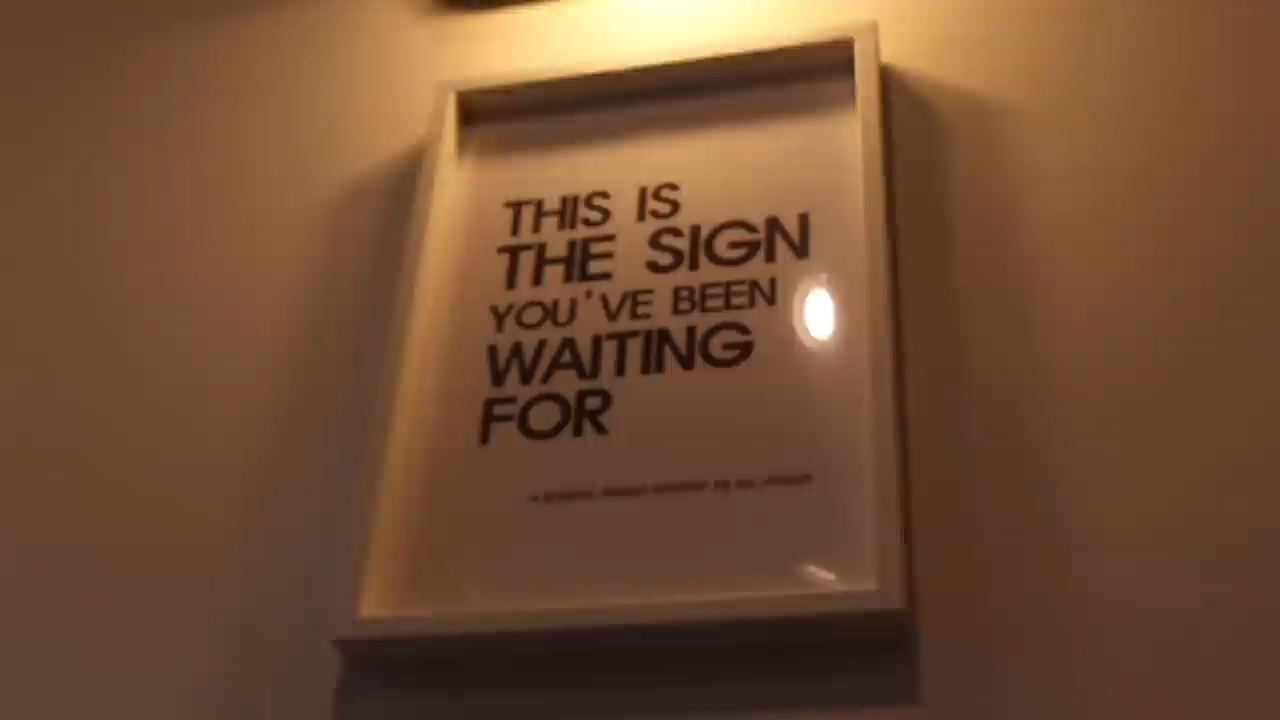 THIS IS
THE SIGN
YOU'VE BEEN
WAITING
FOR